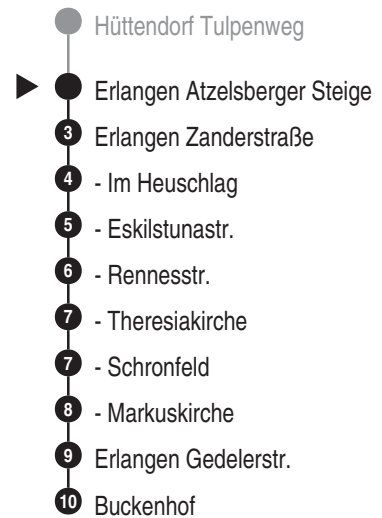 Hüttendorf Tulpenweg
Erlangen Atzelsberger Steige
3 Erlangen Zanderstraße
4 - Im Heuschlag
5 - Eskilstunastr.
6 - Rennesstr.
7 - Theresiakirche
7 - Schronfeld
8 - Markuskirche
9 Erlangen Gedelerstr.
10 Buckenhof